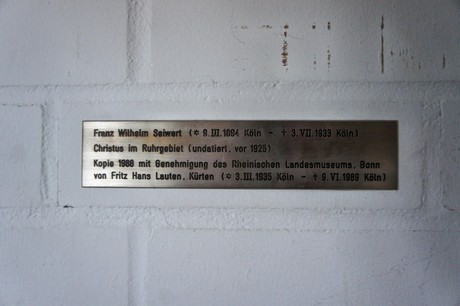 Franz Wilhelm Seiwert (✡ 9.III.1894 Köln - † 3.VII.1933 Köln)
Christus im Ruhrgebiet (undatiert, vor 1925)
Kopie 1988 mit Genehmigung des Rheinischen Landesmuseums, Bonn
von Fritz Hans Lauten, Kürten (✡ 3.III.1935 Köln - † 9.VI.1989 Köln)